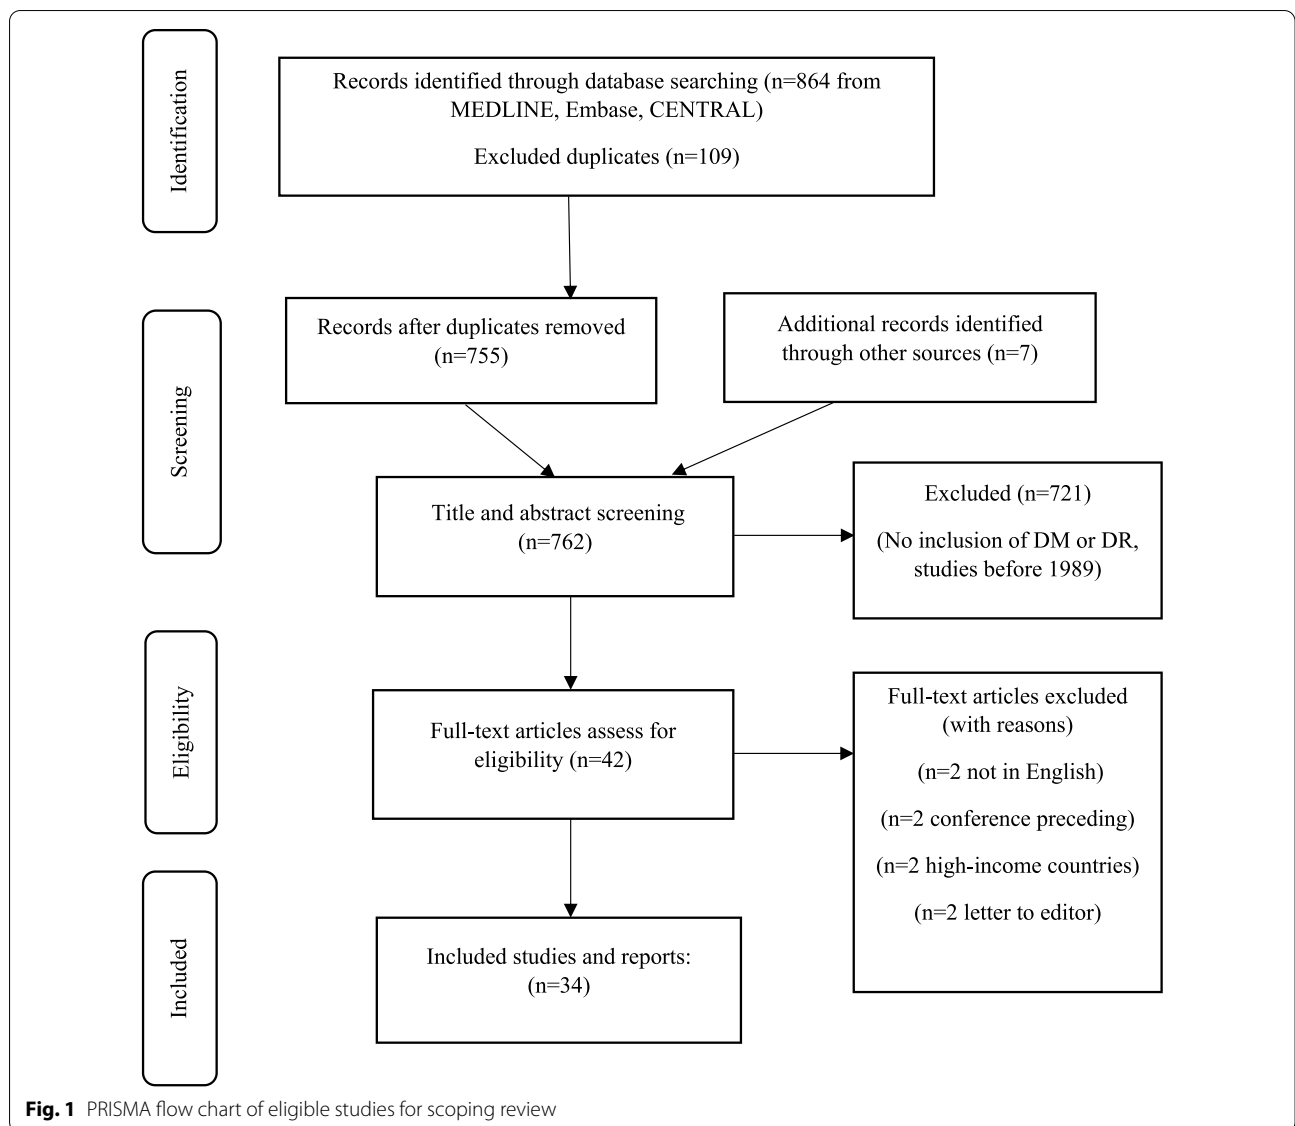 Identification
Records identified through database searching (n=864 from
MEDLINE, Embase, CENTRAL)
Excluded duplicates (n=109)
Screening
Records after duplicates removed
(n=755)
Additional records identified
through other sources (n=7)
Title and abstract screening
(n=762)
Excluded (n=721)
(No inclusion of DM or DR,
studies before 1989)
Eligibility
Full-text articles assess for
eligibility (n=42)
Full-text articles excluded
(with reasons)
(n=2 not in English)
(n=2 conference preceding)
(n=2 high-income countries)
(n=2 letter to editor)
Included
Included studies and reports:
(n=34)
Fig. 1 PRISMA flow chart of eligible studies for scoping review